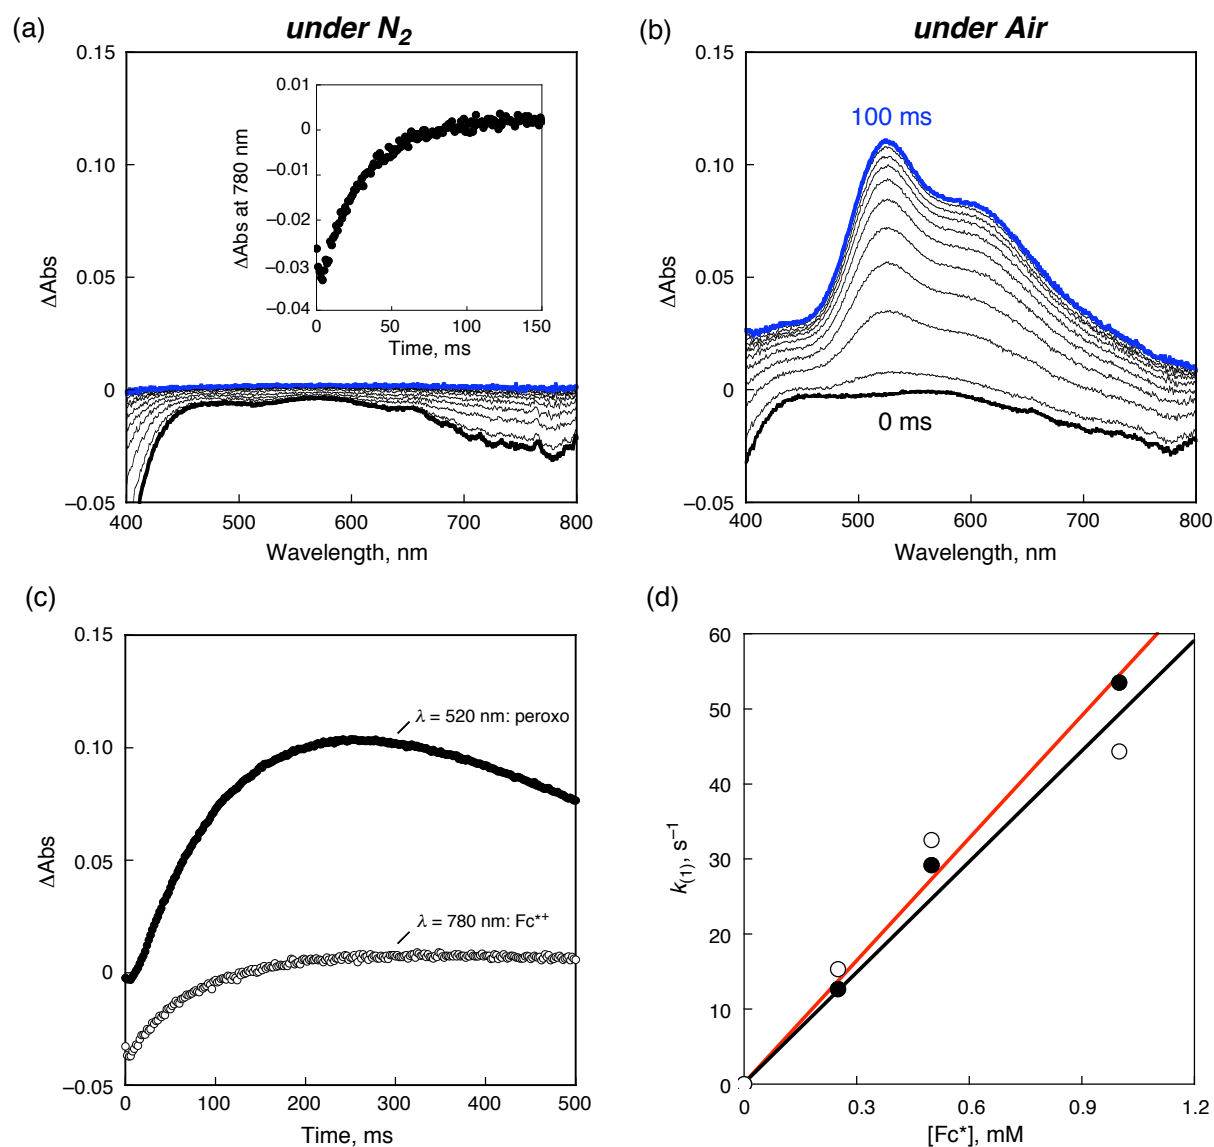 (a)
under N2
0.15
0.10
0.05
0
−0.05
ΔAbs
400
500
600
700
800
Wavelength, nm
0.01
0
−0.01
−0.02
−0.03
−0.04
ΔAbs at 780 nm
0
50
100
150
Time, ms
(b)
under Air
0.15
0.10
0.05
0
−0.05
ΔAbs
100 ms
0 ms
400
500
600
700
800
Wavelength, nm
(c)
0.15
0.10
0.05
0
−0.05
ΔAbs
λ = 520 nm: peroxo
λ = 780 nm: Fc*+
0
100
200
300
400
500
Time, ms
(d)
60
50
40
30
20
10
0
k(1), s−1
0
0.3
0.6
0.9
1.2
[Fc*], mM